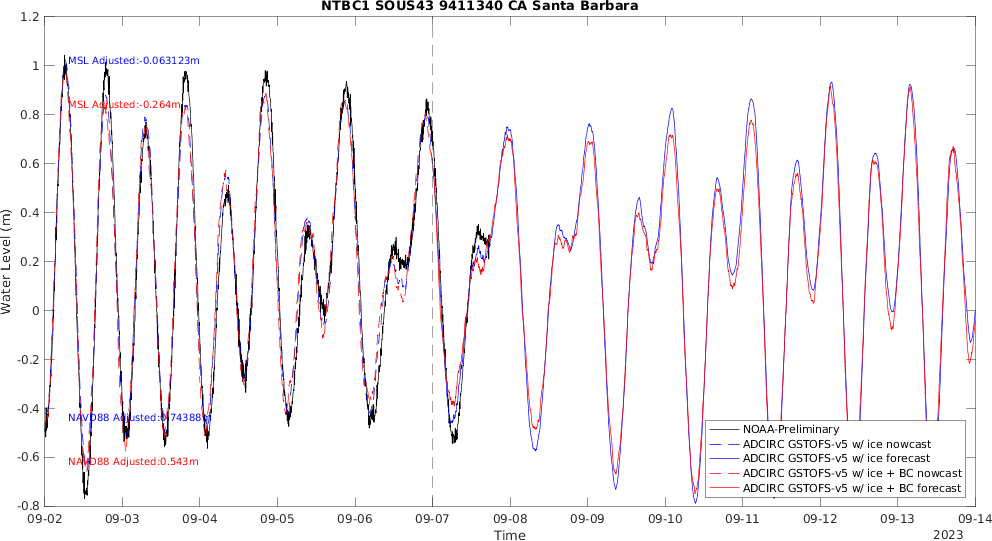 NTBC1 SOUS43 9411340 CA Santa Barbara
1.2
1
0.8
0.6
0.4
0.2
0
-0.2
-0.4
-0.6
-0.8
Water Level (m)
MSL Adjusted:-0.063123m
MSL Adjusted:-0.264m
NAVD88 Adjusted:0.74388m
NAVD88 Adjusted:0.543m
NOAA-Preliminary
ADCIRC GSTOFS-v5 w/ ice nowcast
ADCIRC GSTOFS-v5 w/ ice forecast
ADCIRC GSTOFS-v5 w/ ice + BC nowcast
ADCIRC GSTOFS-v5 w/ ice + BC forecast
09-02 09-03 09-04 09-05 09-06 09-07 09-08 09-09 09-10 09-11 09-12 09-13 09-14
Time
2023